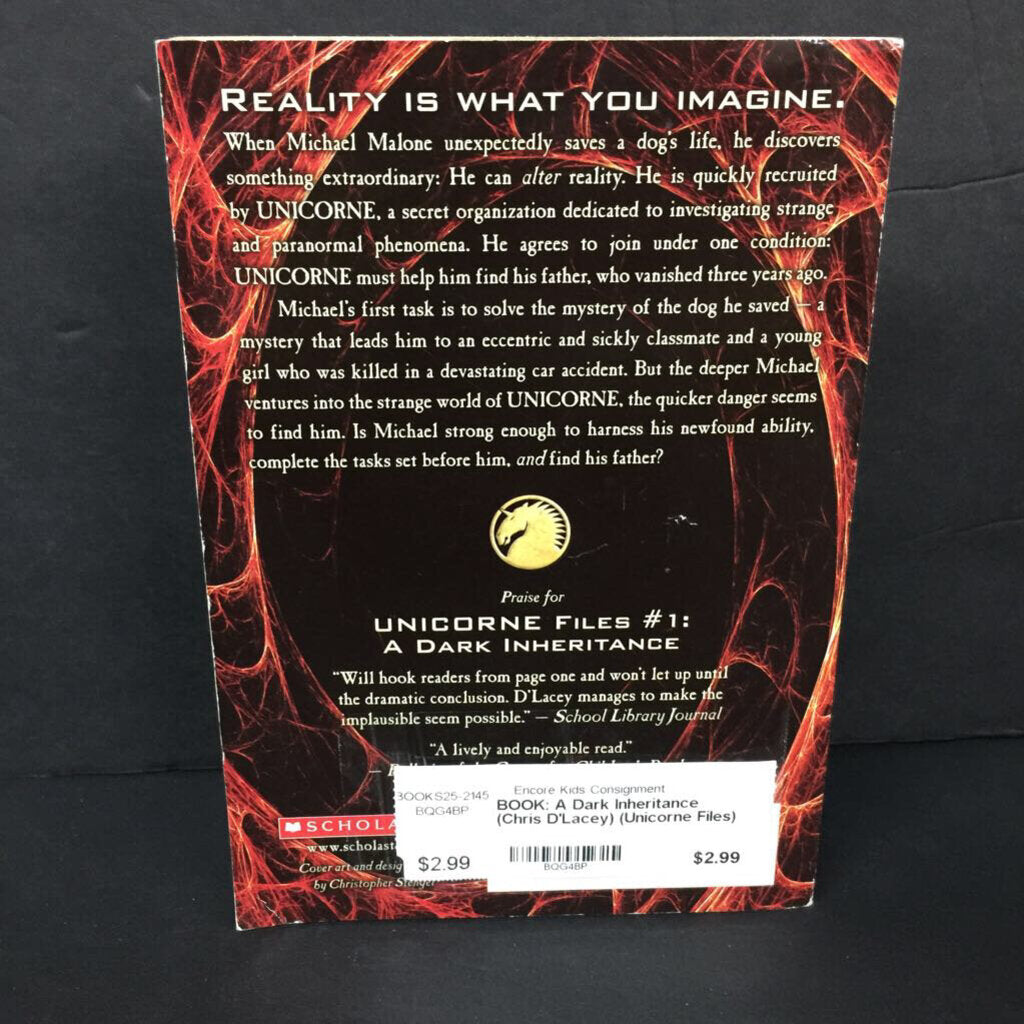 REALITY IS WHAT YOU IMAGINE.
When Michael Malone unexpectedly saves a dog's life, he discovers
something extraordinary: He can alter reality. He is quickly recruited
by UNICORNE, a secret organization dedicated to investigating strange
and paranormal phenomena. He agrees to join under one condition:
UNICORNE must help him find his father, who vanished three years ago.
Michael's first task is to solve the mystery of the dog he saved — a
mystery that leads him to an eccentric and sickly classmate and a young
girl who was killed in a devastating car accident. But the deeper Michael
ventures into the strange world of UNICORNE, the quicker danger seems
to find him. Is Michael strong enough to harness his newfound ability,
complete the tasks set before him, and find his father?
Praise for
UNICORNE FILES #1:
A DARK INHERITANCE
"Will hook readers from page one and won't let up until
the dramatic conclusion. D'Lacey manages to make the
implausible seem possible." — School Library Journal
"A lively and enjoyable read."
SCHOLA
www.scholast
Cover art and desig
by Christopher Stengel
BOOKS25-2145
BQG4BP
$2.99
Encore Kids Consignment
BOOK: A Dark Inheritance
(Chris D'Lacey) (Unicorne Files)
BQG4BP
$2.99